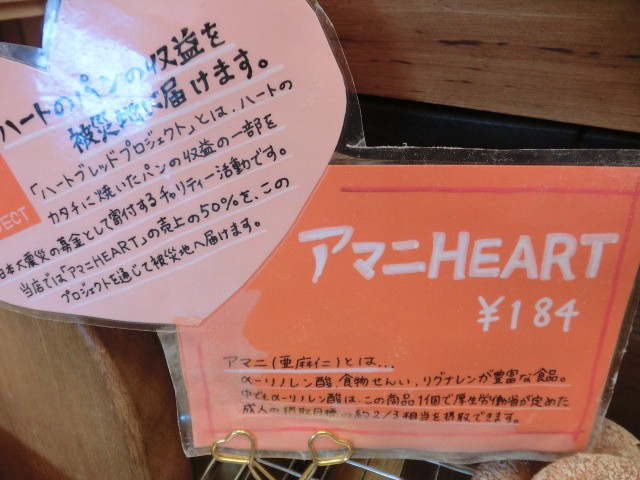 ハートのパンの収益を
被災地に届けます。
「ハートブレッドプロジェクト」とは、ハートの
カタチに焼いたパンの収益の一部を
日本大震災の募金として寄付するチャリティー活動です。
当店では「アマニHEART」の売上の50%を、この
プロジェクトを通じて被災地へ届けます。
ECT
アマニHEART
¥184
アマニ(亜麻仁)とは...
α-リノレン酸、食物せんい、リグナレンが豊富な食品。
中でもα-リノレン酸は、この商品1個で厚生労働省が定めた
成人の摂取目標の約2/3相当を摂取できます。